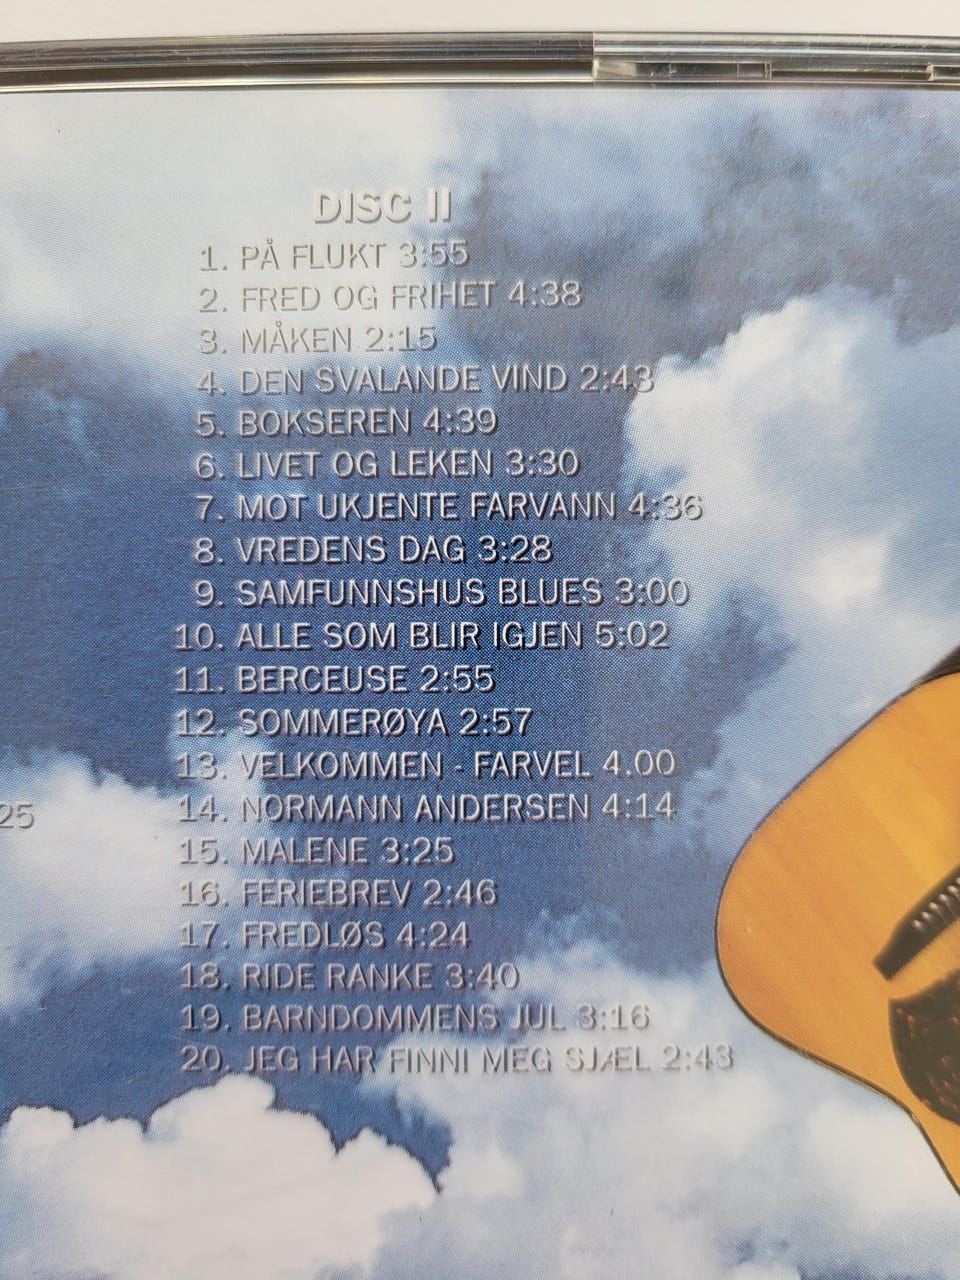 DISC II
1. PÅ FLUKT 3:55
2. FRED OG FRIHET 4:38
3. MÅKEN 2:15
4. DEN SVALANDE VIND 2:43
5. BOKSEREN 4:39
6. LIVET OG LEKEN 3:30
7. MOT UKJENTE FARVANN 4:36
8. VREDENS DAG 3:28
9. SAMFUNNSHUS BLUES 3:00
10. ALLE SOM BLIR IGJEN 5:02
11. BERCEUSE 2:55
12. SOMMERØYA 2:57
13. VELKOMMEN - FARVEL 4.00
25
14. NORMANN ANDERSEN 4:14
15. MALENE 3:25
16. FERIEBREV 2:46
17. FREDLØS 4:24
18. RIDE RANKE 3:40
19. BARNDOMMENS JUL 3:16
20. JEG HAR FINNI MEG SJÆL 2:43